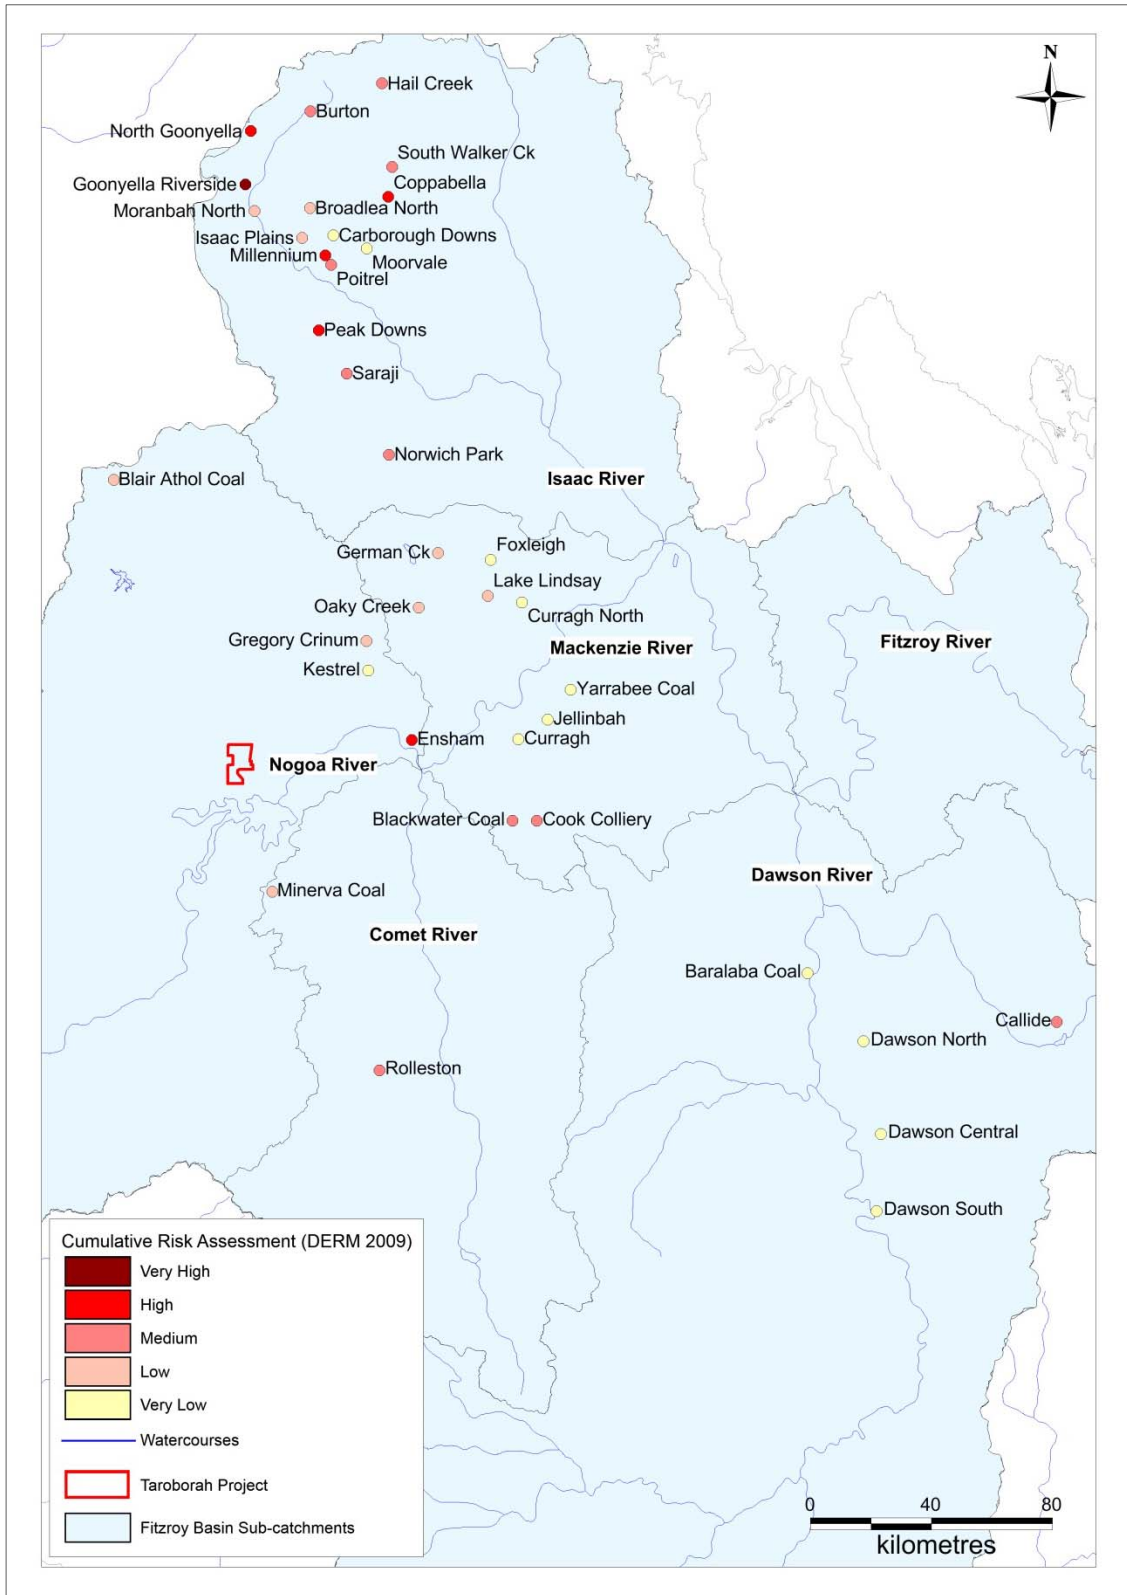 N
Hail Creek
Burton
North Goonyella
South Walker Ck
Goonyella Riverside
Coppabella
Moranbah North
Broadlea North
Isaac Plains
Carborough Downs
Millennium
Moorvale
Poitrel
Peak Downs
Saraji
Norwich Park
Isaac River
Blair Athol Coal
German Ck
Foxleigh
Lake Lindsay
Oaky Creek
Curragh North
Gregory Crinum
Mackenzie River
Fitzroy River
Kestrel
Yarrabee Coal
Jellinbah
Ensham
Curragh
Nogoa River
Blackwater Coal
Cook Colliery
Dawson River
Minerva Coal
Comet River
Baralaba Coal
Callide
Dawson North
Rolleston
Dawson Central
Dawson South
Cumulative Risk Assessment (DERM 2009)
Very High
High
Medium
Low
Very Low
Watercourses
Taroborah Project
Fitzroy Basin Sub-catchments
0 40 80
kilometres